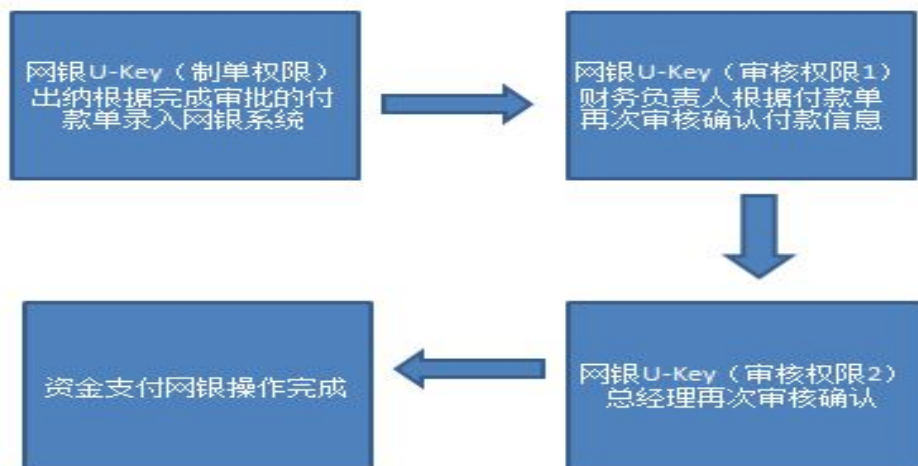 网银U-Key（制单权限）
出纳根据完成审批的付
款单录入网银系统
网银U-Key（审核权限1）
财务负责人根据付款单
再次审核确认付款信息
网银U-Key（审核权限2）
总经理再次审核确认
资金支付网银操作完成